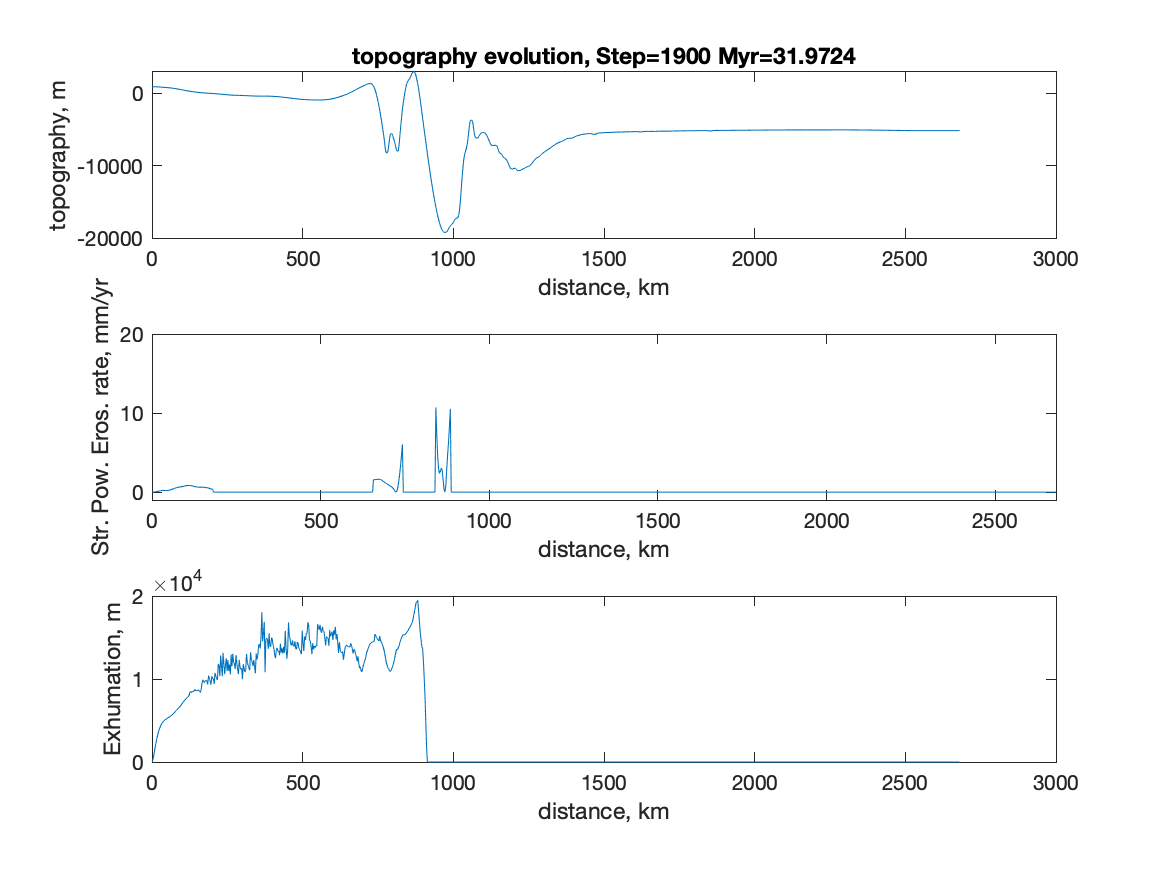 topography evolution, Step=1900 Myr=31.9724
topography, m
0
-10000
-20000
0 500 1000 1500 2000 2500 3000
distance, km
Str. Pow. Eros. rate, mm/yr
20
10
0
0 500 1000 1500 2000 2500
distance, km
Exhumation, m
×10^4
2
1
0
0 500 1000 1500 2000 2500 3000
distance, km